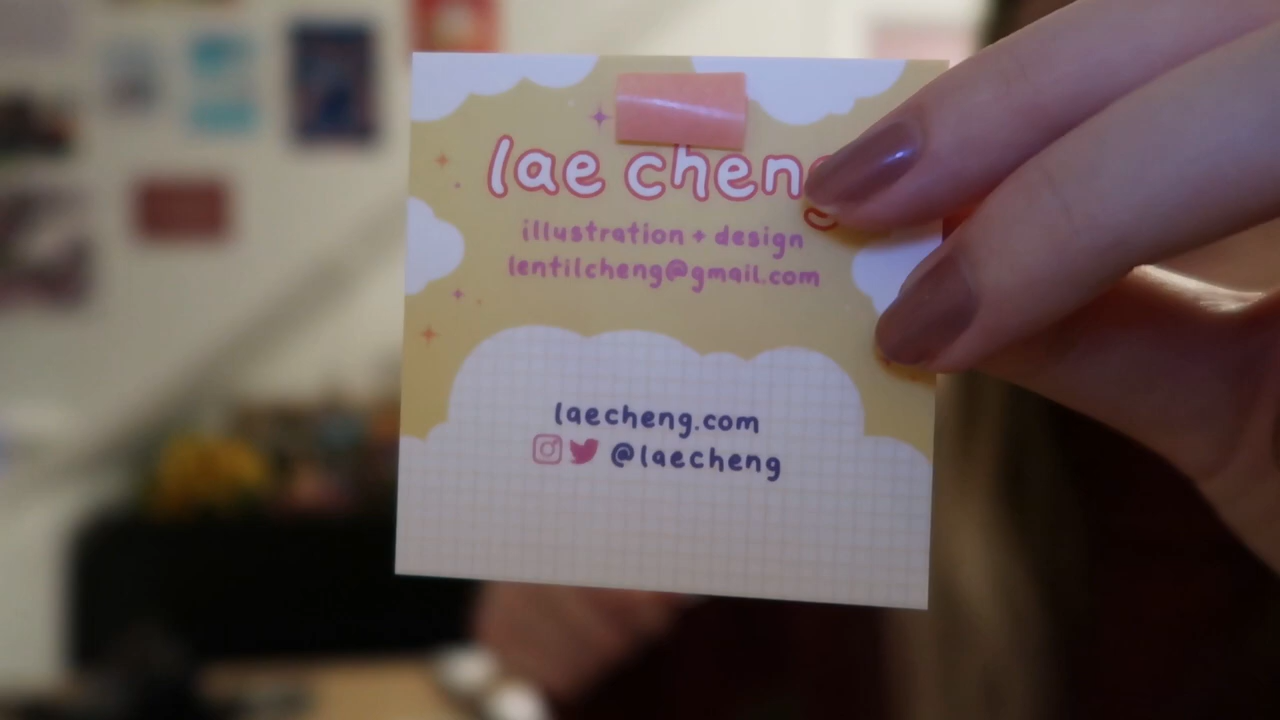 lae cheng
illustration + design
lentilcheng@gmail.com
laecheng.com
@laecheng